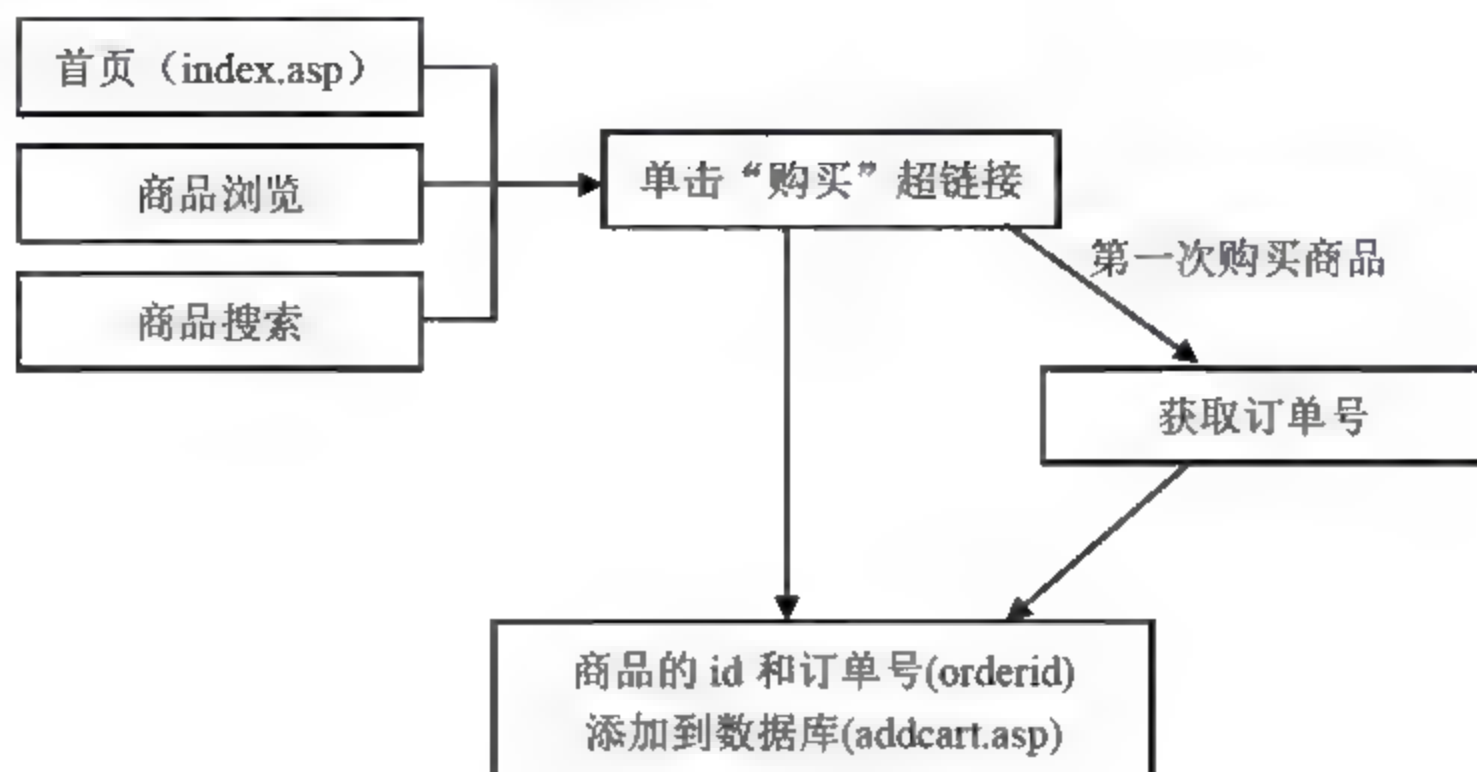 首页（index.asp）
商品浏览
商品搜索
单击“购买”超链接
第一次购买商品
获取订单号
商品的 id 和订单号(orderid)
添加到数据库(addcart.asp)